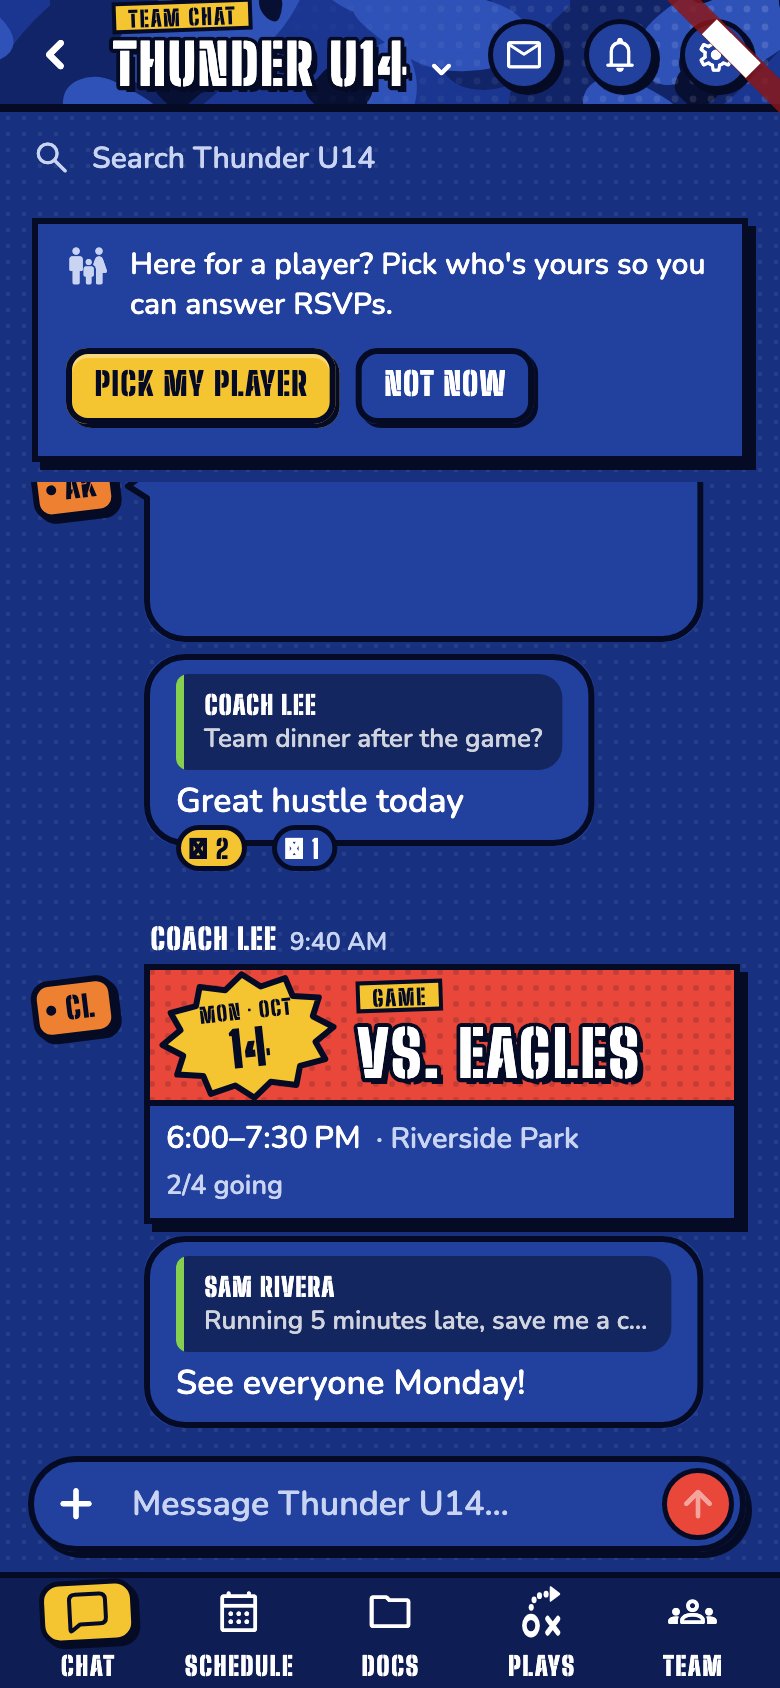 TEAM CHAT
THUNDER U14
Search Thunder U14
Here for a player? Pick who's yours so you
can answer RSVPs.
PICK MY PLAYER
NOT NOW
AK
COACH LEE
Team dinner after the game?
Great hustle today
2
1
COACH LEE 9:40 AM
CL
MON · OCT
14
GAME
VS. EAGLES
6:00–7:30 PM · Riverside Park
2/4 going
SAM RIVERA
Running 5 minutes late, save me a c...
See everyone Monday!
Message Thunder U14...
CHAT
SCHEDULE
DOCS
PLAYS
TEAM